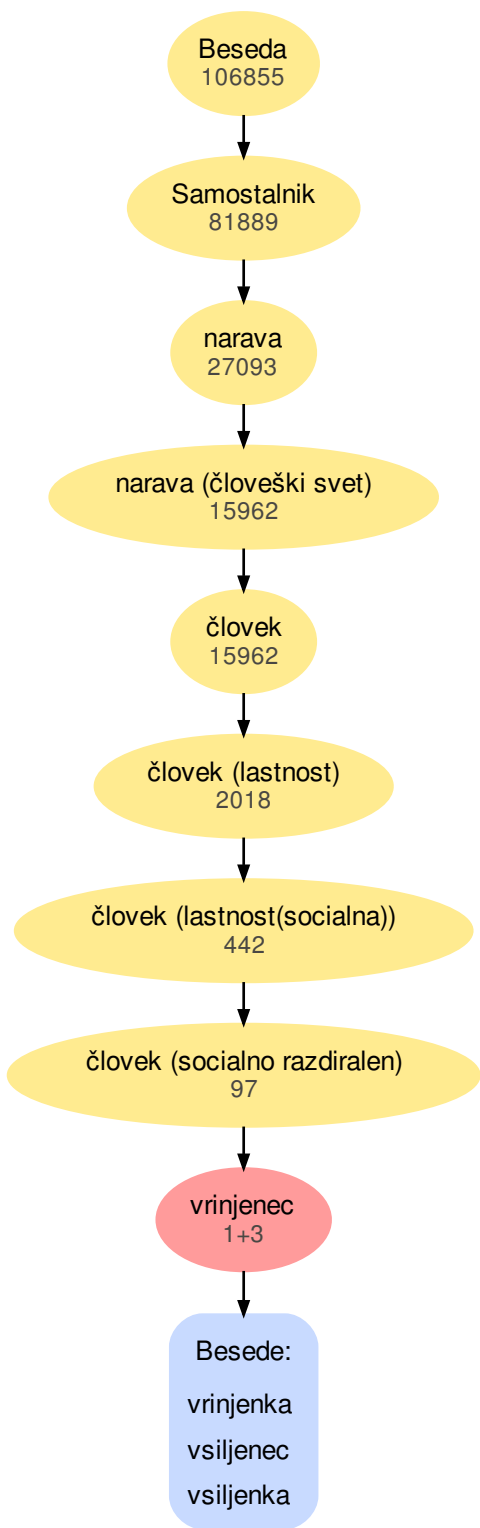 Beseda
106855
Samostalnik
81889
narava
27093
narava (človeški svet)
15962
človek
15962
človek (lastnost)
2018
človek (lastnost(socialna))
442
človek (socialno razdiralen)
97
vrinjenec
1+3
Besede:
vrinjenka
vsiljenec
vsiljenka